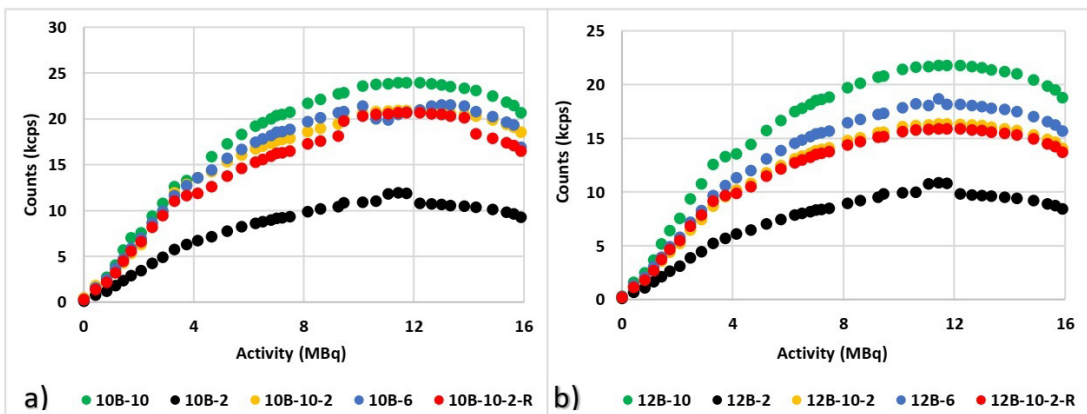 30
25
20
15
10
5
0
Counts (kcps)
0 4 8 12 16
Activity (MBq)
a)
10B-10 10B-2 10B-10-2 10B-6 10B-10-2-R
25
20
15
10
5
0
Counts (kcps)
0 4 8 12 16
Activity (MBq)
b)
12B-10 12B-2 12B-10-2 12B-6 12B-10-2-R